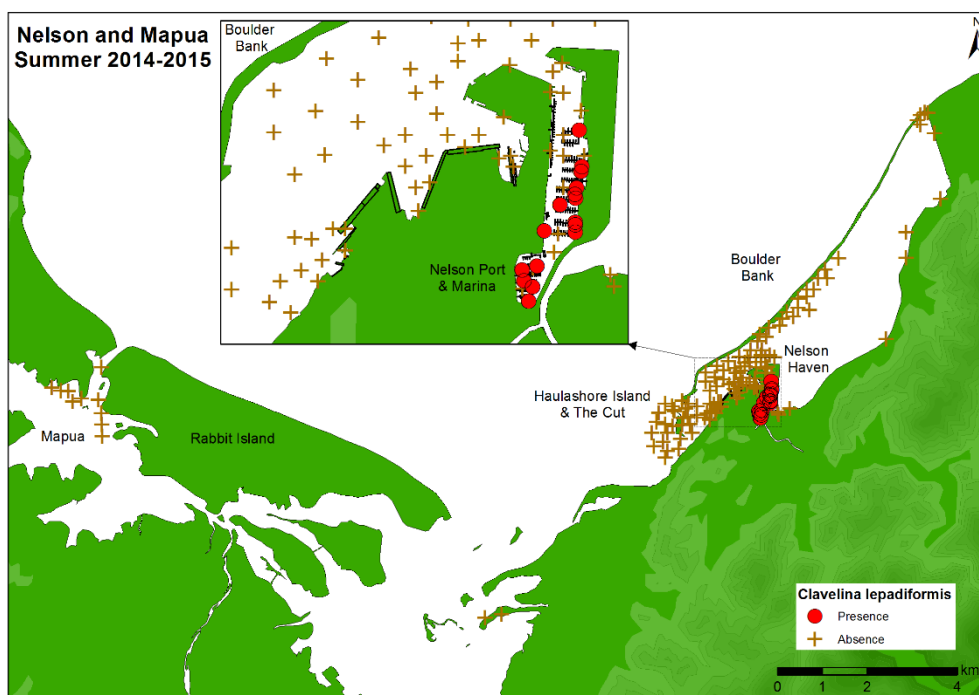 Nelson and Mapua
Summer 2014-2015
Boulder
Bank
N
Nelson Port
& Marina
Boulder
Bank
Nelson
Haven
Haulashore Island
& The Cut
Mapua
Rabbit Island
Clavelina lepadiformis
Presence
Absence
0 1 2 4
km